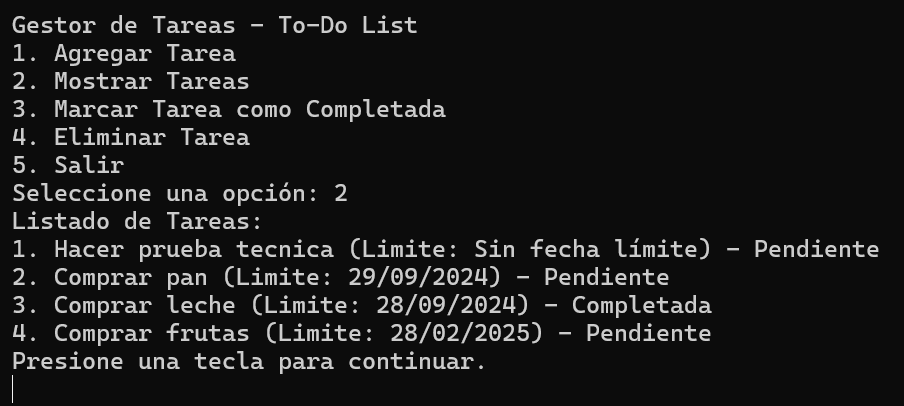 Gestor de Tareas - To-Do List
1. Agregar Tarea
2. Mostrar Tareas
3. Marcar Tarea como Completada
4. Eliminar Tarea
5. Salir
Seleccione una opción: 2
Listado de Tareas:
1. Hacer prueba tecnica (Limite: Sin fecha límite) - Pendiente
2. Comprar pan (Limite: 29/09/2024) - Pendiente
3. Comprar leche (Limite: 28/09/2024) - Completada
4. Comprar frutas (Limite: 28/02/2025) - Pendiente
Presione una tecla para continuar.